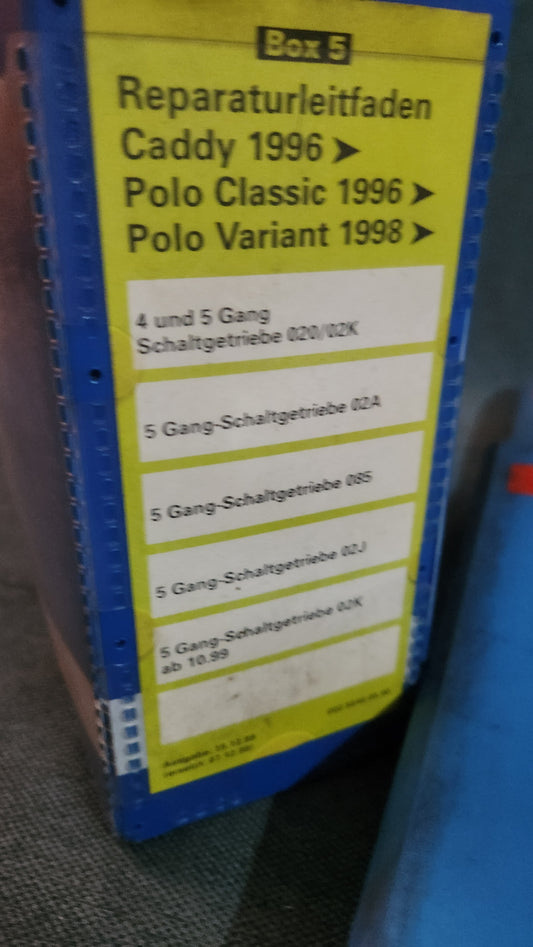 Box 5
Reparaturleitfaden
Caddy 1996 ➤
Polo Classic 1996 ➤
Polo Variant 1998 ➤
4 und 5 Gang
Schaltgetriebe 020/02K
5 Gang-Schaltgetriebe 02A
5 Gang-Schaltgetriebe 085
5 Gang-Schaltgetriebe 02J
5 Gang-Schaltgetriebe 02K
ab 10.99
Ausgabe: